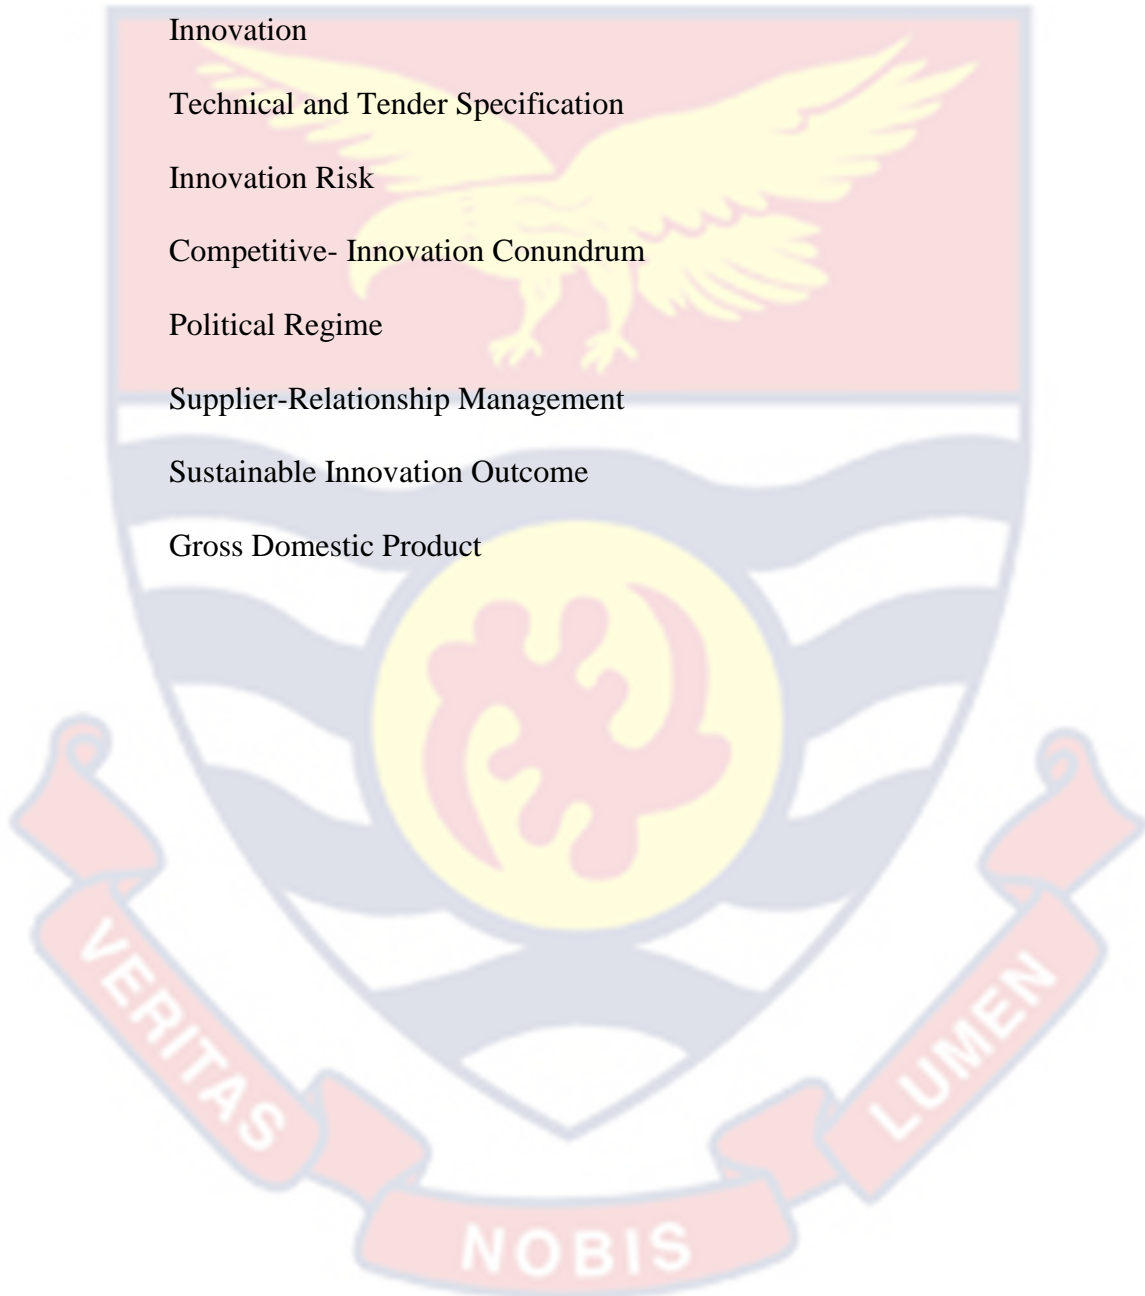 Innovation
Technical and Tender Specification
Innovation Risk
Competitive- Innovation Conundrum
Political Regime
Supplier-Relationship Management
Sustainable Innovation Outcome
Gross Domestic Product
VERITAS
NOBIS
LUMEN